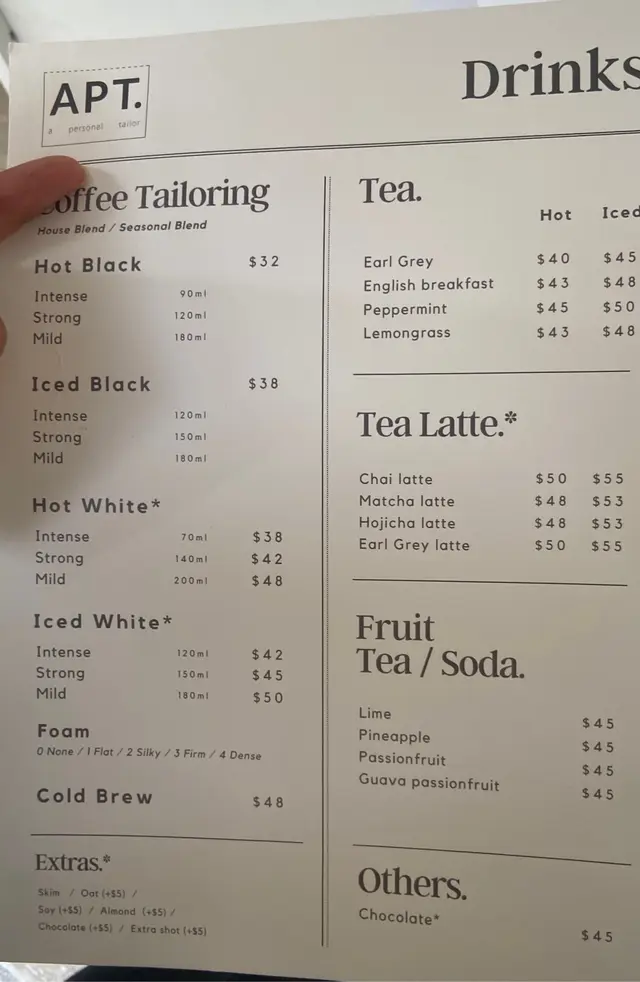 APT.
a personal tailor
Drinks
Coffee Tailoring
House Blend / Seasonal Blend
Hot Black $32
Intense 90ml
Strong 120ml
Mild 180ml
Iced Black $38
Intense 120ml
Strong 150ml
Mild 180ml
Hot White*
Intense 70ml $38
Strong 140ml $42
Mild 200ml $48
Iced White*
Intense 120ml $42
Strong 150ml $45
Mild 180ml $50
Foam
0 None / 1 Flat / 2 Silky / 3 Firm / 4 Dense
Cold Brew $48
Extras.*
Skim / Oat (+$5) /
Soy (+$5) / Almond (+$5) /
Chocolate (+$5) / Extra shot (+$5)
Tea.
Hot Iced
Earl Grey $40 $45
English breakfast $43 $48
Peppermint $45 $50
Lemongrass $43 $48
Tea Latte.*
Chai latte $50 $55
Matcha latte $48 $53
Hojicha latte $48 $53
Earl Grey latte $50 $55
Fruit
Tea / Soda.
Lime $45
Pineapple $45
Passionfruit $45
Guava passionfruit $45
Others.
Chocolate* $45